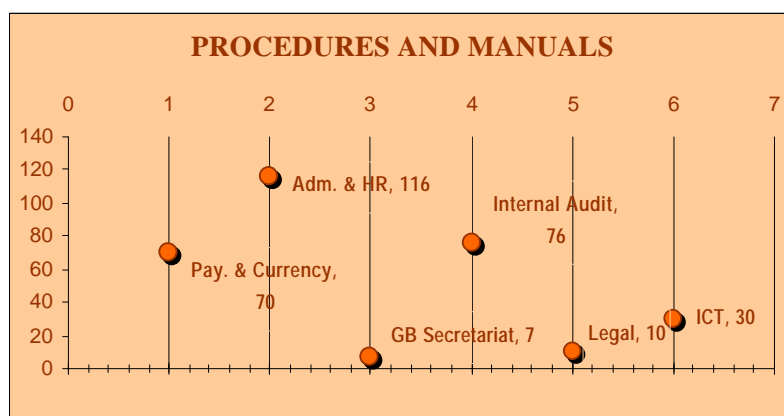 PROCEDURES AND MANUALS
0 1 2 3 4 5 6 7
140
120
100
80
60
40
20
0
Adm. & HR, 116
Internal Audit,
76
Pay. & Currency,
70
GB Secretariat, 7
Legal, 10
ICT, 30